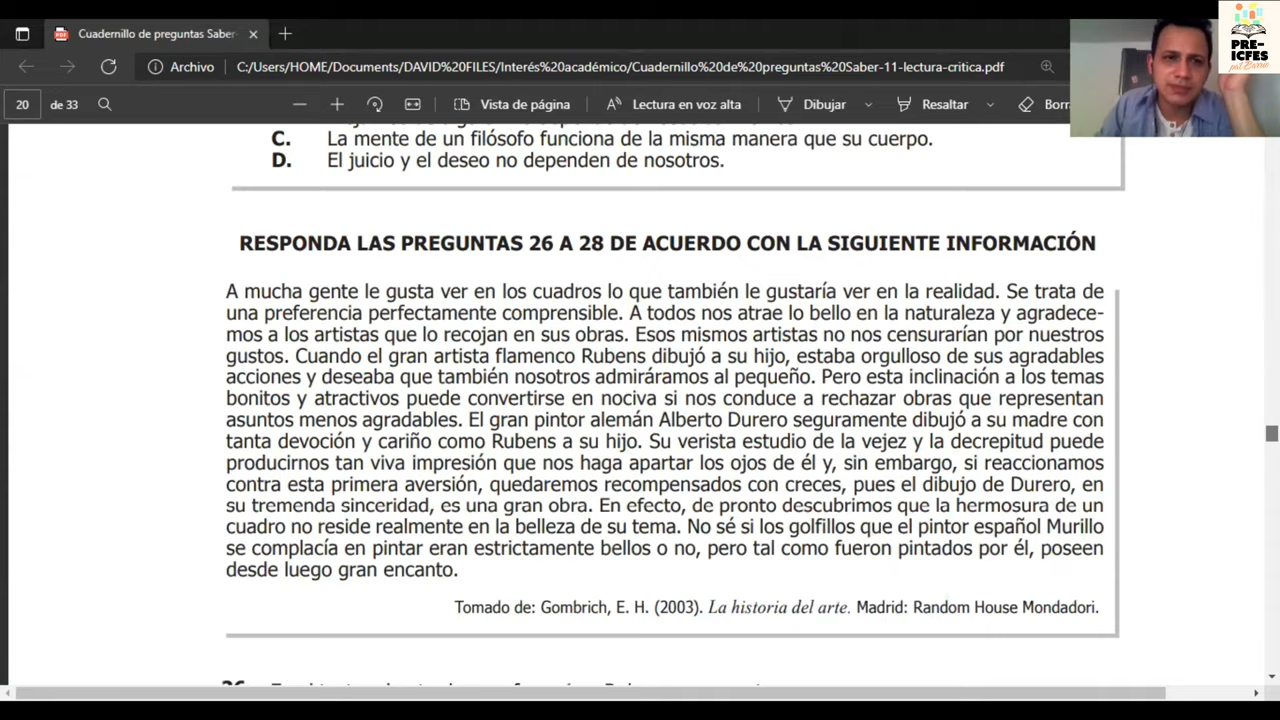 Cuadernillo de preguntas Saber-
PRE-
ICFES
pal Barrio
Archivo
C:/Users/HOME/Documents/DAVID%20FILES/Interés%20Académico/Cuadernillo%20de%20preguntas%20Saber-11-lectura-critica.pdf
20 de 33
Vista de página
Lectura en voz alta
Dibujar
Resaltar
Borra
C. La mente de un filósofo funciona de la misma manera que su cuerpo.
D. El juicio y el deseo no dependen de nosotros.
RESPONDA LAS PREGUNTAS 26 A 28 DE ACUERDO CON LA SIGUIENTE INFORMACIÓN
A mucha gente le gusta ver en los cuadros lo que también le gustaría ver en la realidad. Se trata de
una preferencia perfectamente comprensible. A todos nos atrae lo bello en la naturaleza y agradece-
mos a los artistas que lo recojan en sus obras. Esos mismos artistas no nos censurarían por nuestros
gustos. Cuando el gran artista flamenco Rubens dibujó a su hijo, estaba orgulloso de sus agradables
acciones y deseaba que también nosotros admiráramos al pequeño. Pero esta inclinación a los temas
bonitos y atractivos puede convertirse en nociva si nos conduce a rechazar obras que representan
asuntos menos agradables. El gran pintor alemán Alberto Durero seguramente dibujó a su madre con
tanta devoción y cariño como Rubens a su hijo. Su verista estudio de la vejez y la decrepitud puede
producirnos tan viva impresión que nos haga apartar los ojos de él y, sin embargo, si reaccionamos
contra esta primera aversión, quedaremos recompensados con creces, pues el dibujo de Durero, en
su tremenda sinceridad, es una gran obra. En efecto, de pronto descubrimos que la hermosura de un
cuadro no reside realmente en la belleza de su tema. No sé si los golfillos que el pintor español Murillo
se complacía en pintar eran estrictamente bellos o no, pero tal como fueron pintados por él, poseen
desde luego gran encanto.
Tomado de: Gombrich, E. H. (2003). La historia del arte. Madrid: Random House Mondadori.